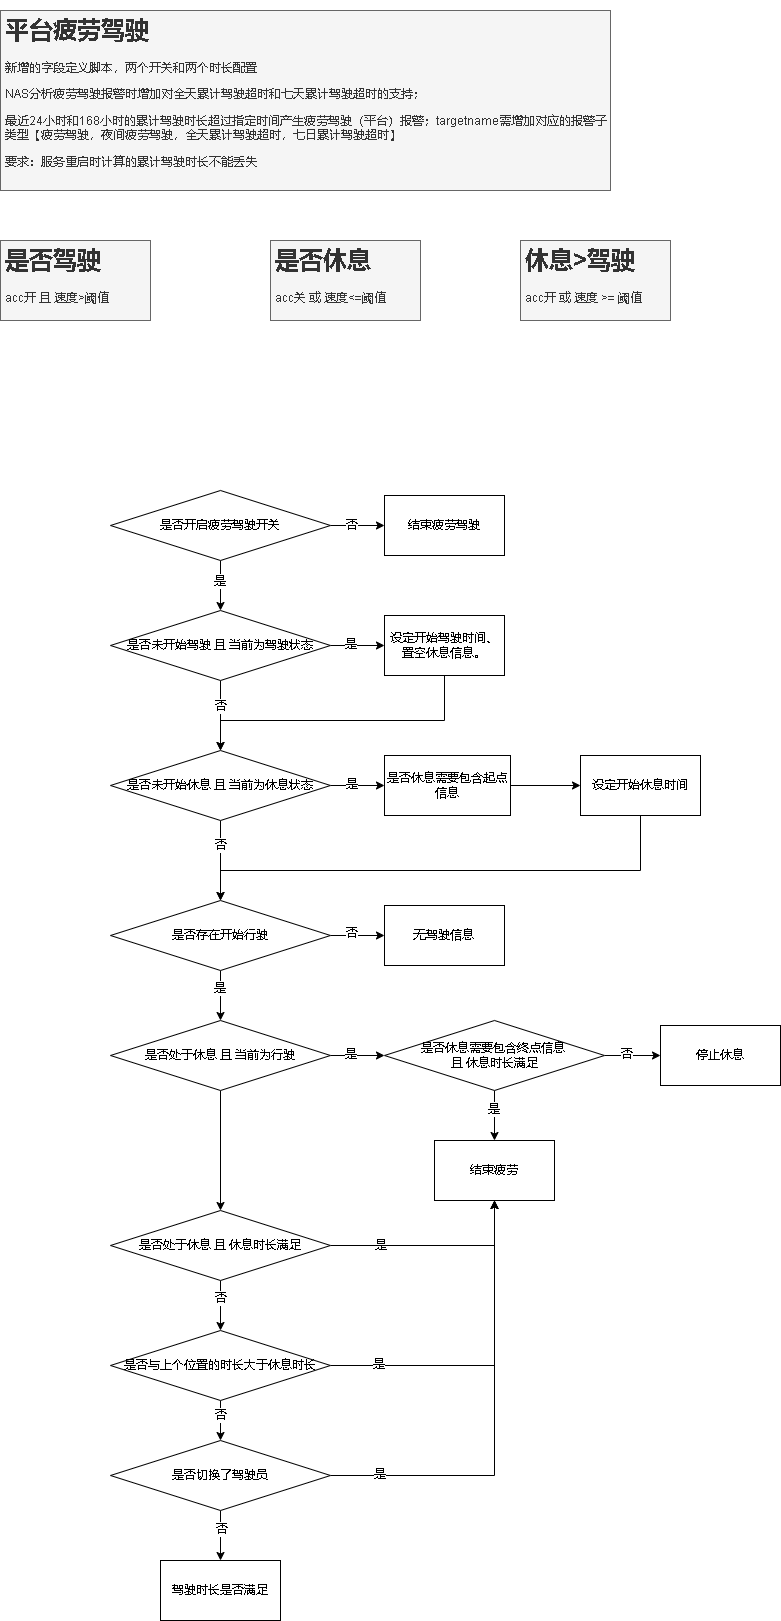 平台疲劳驾驶
新增的字段定义脚本，两个开关和两个时长配置
NAS分析疲劳驾驶报警时增加对全天累计驾驶超时和七天累计驾驶超时的支持；
最近24小时和168小时的累计驾驶时长超过指定时间产生疲劳驾驶（平台）报警；targetname需增加对应的报警子
类型【疲劳驾驶，夜间疲劳驾驶，全天累计驾驶超时，七日累计驾驶超时】
要求：服务重启时计算的累计驾驶时长不能丢失
是否驾驶
acc开 且 速度>阈值
是否休息
acc关 或 速度<=阈值
休息>驾驶
acc开 或 速度 >= 阈值
是否开启疲劳驾驶开关
否
结束疲劳驾驶
是
是否未开始驾驶 且 当前为驾驶状态
是
设定开始驾驶时间、
置空休息信息。
否
是否未开始休息 且 当前为休息状态
是
是否休息需要包含起点
信息
设定开始休息时间
否
是否存在开始行驶
否
无驾驶信息
是
是否处于休息 且 当前为行驶
是
是否休息需要包含终点信息
且 休息时长满足
否
停止休息
是
结束疲劳
是否处于休息 且 休息时长满足
是
否
是否与上个位置的时长大于休息时长
是
否
是否切换了驾驶员
是
否
驾驶时长是否满足